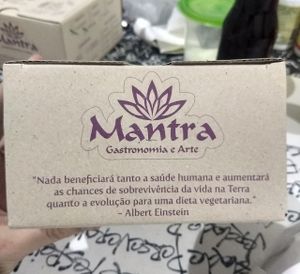 Mantra
Mantra
Gastronomia e Arte
"Nada beneficiará tanto a saúde humana e aumentará
as chances de sobrevivência da vida na Terra
quanto a evolução para uma dieta vegetariana."
- Albert Einstein